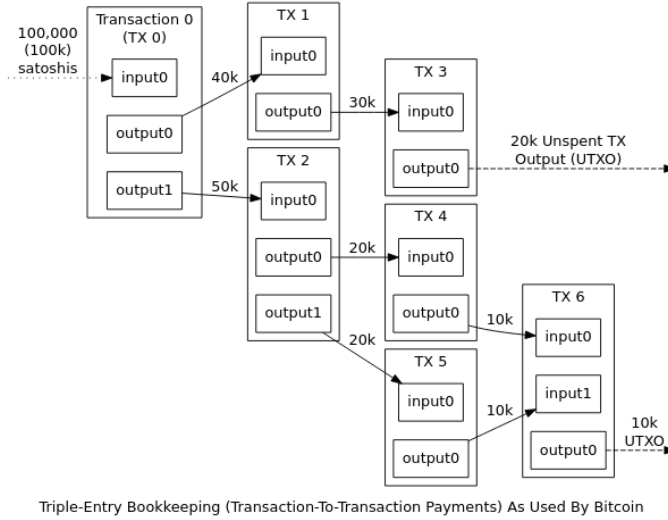 100,000
(100k)
satoshis
Transaction 0
(TX 0)
input0
output0
output1
40k
50k
TX 1
input0
output0
30k
TX 2
input0
output0
output1
20k
20k
TX 3
input0
output0
20k Unspent TX
Output (UTXO)
TX 4
input0
output0
10k
TX 5
input0
output0
10k
TX 6
input0
input1
output0
10k
UTXO
Triple-Entry Bookkeeping (Transaction-To-Transaction Payments) As Used By Bitcoin